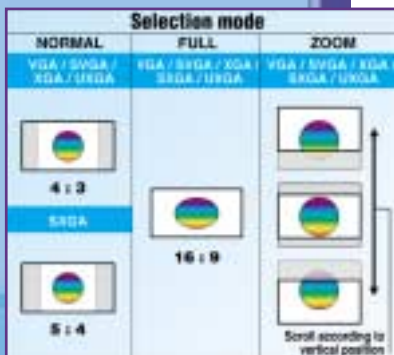 Selection mode
NORMAL
VGA / SVGA /
XGA / UXGA
4 : 3
SXGA
5 : 4
FULL
VGA / SVGA / XGA /
SXGA / UXGA
16 : 9
ZOOM
VGA / SVGA / XGA /
SXGA / UXGA
Scroll according to
vertical position